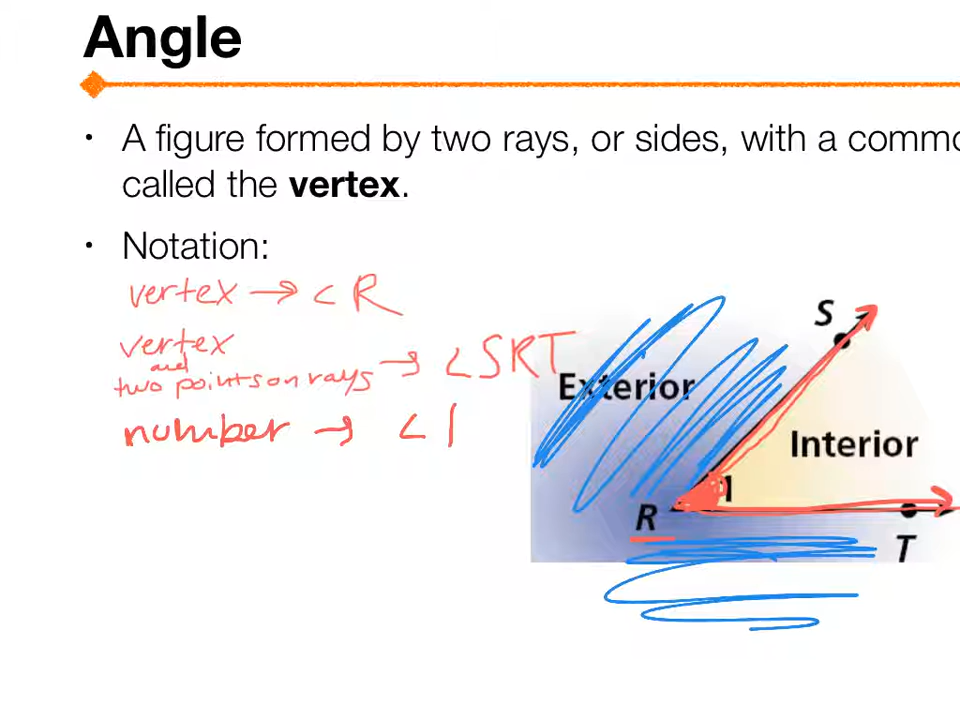 Angle
• A figure formed by two rays, or sides, with a commo
called the vertex.
• Notation:
vertex → < R
vertex
and
two points on rays → < SRT
number → < 1
S
Exterior
Interior
1
R
T